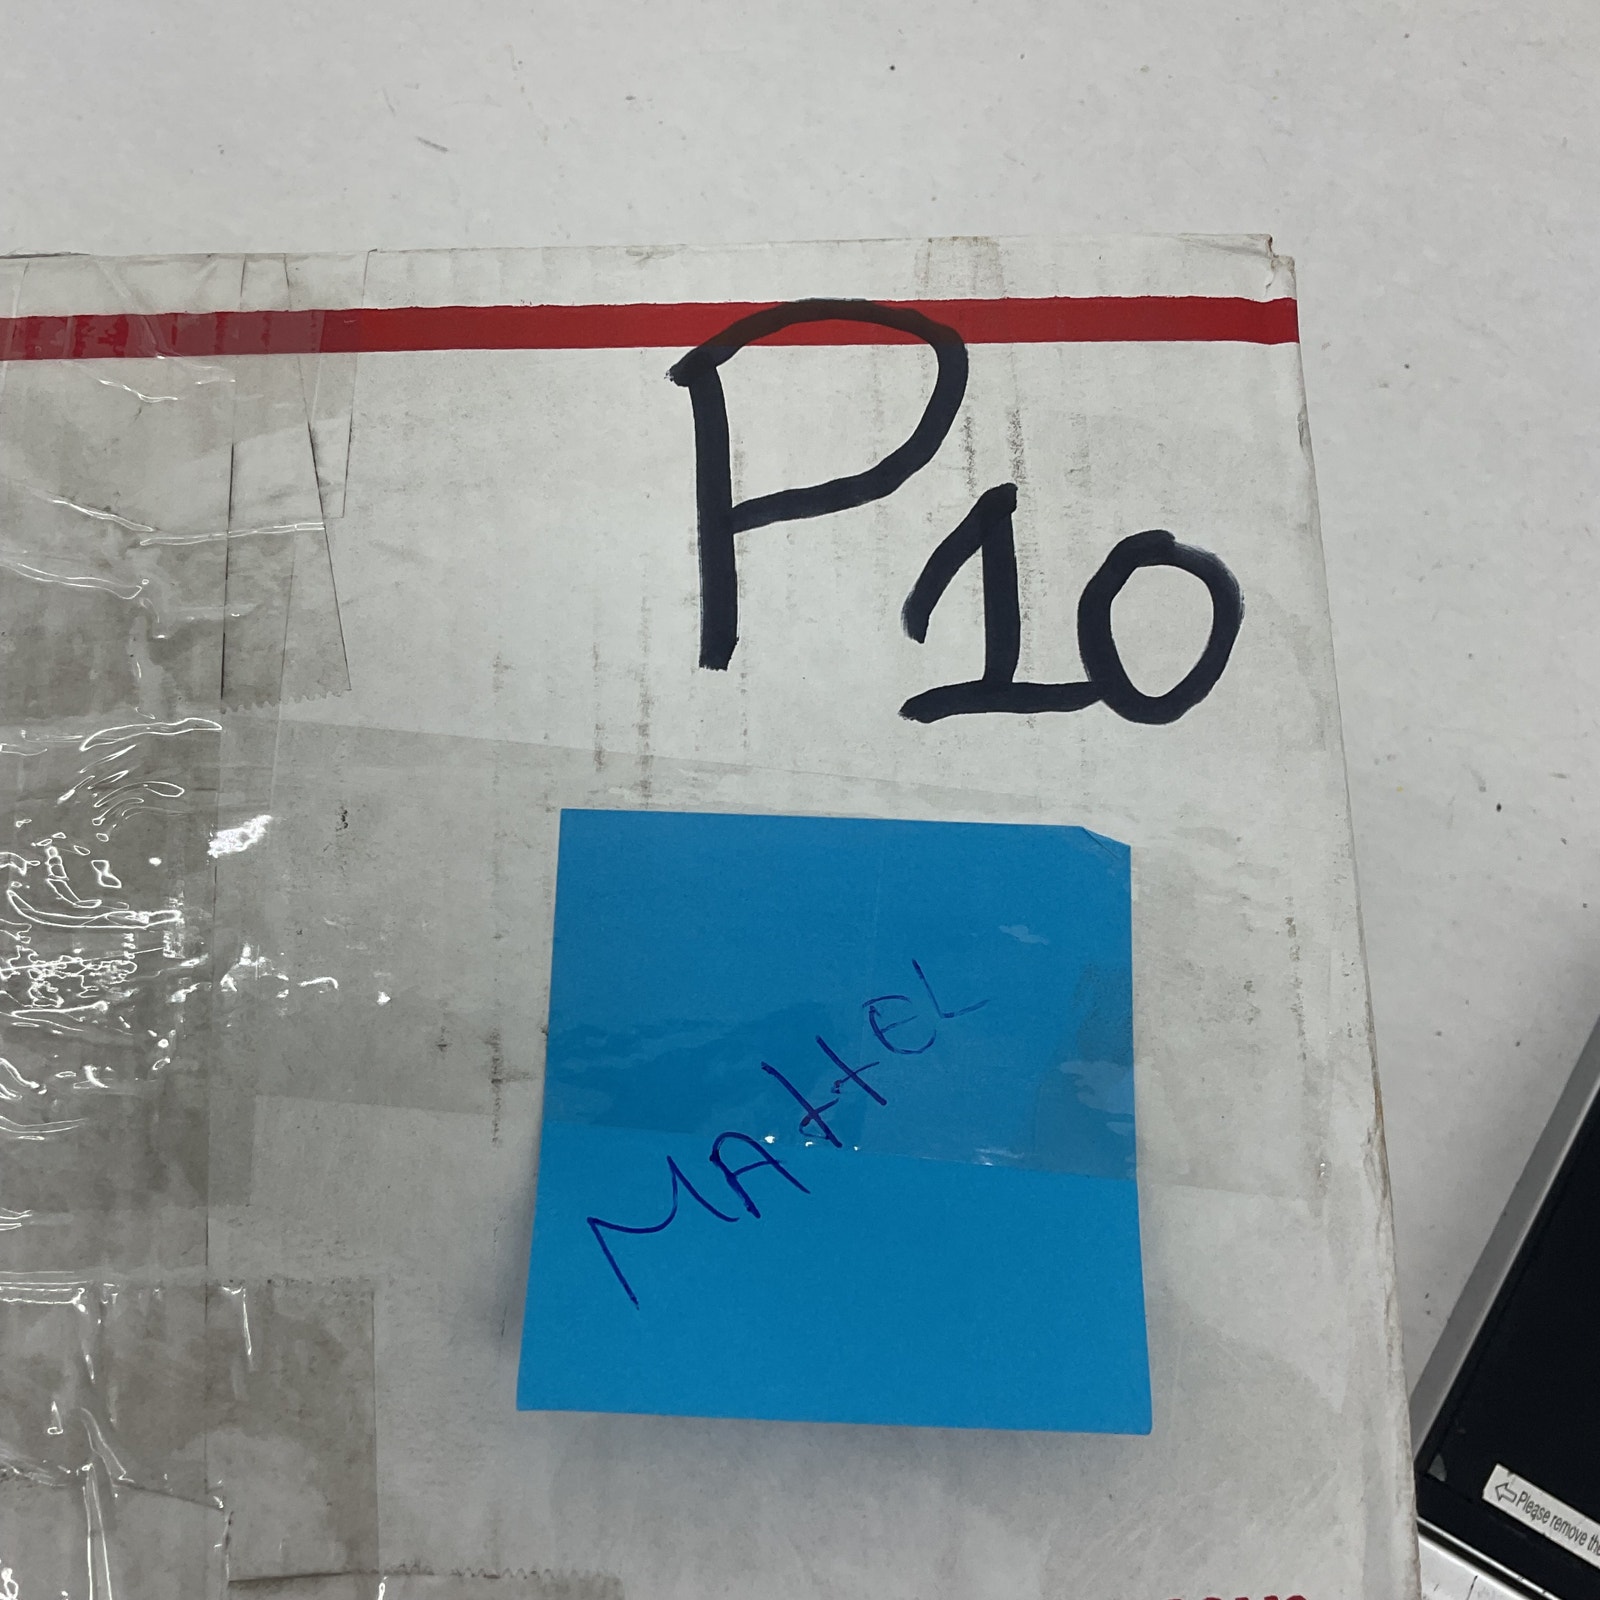 P10
MATTEL
⇦Please remove the